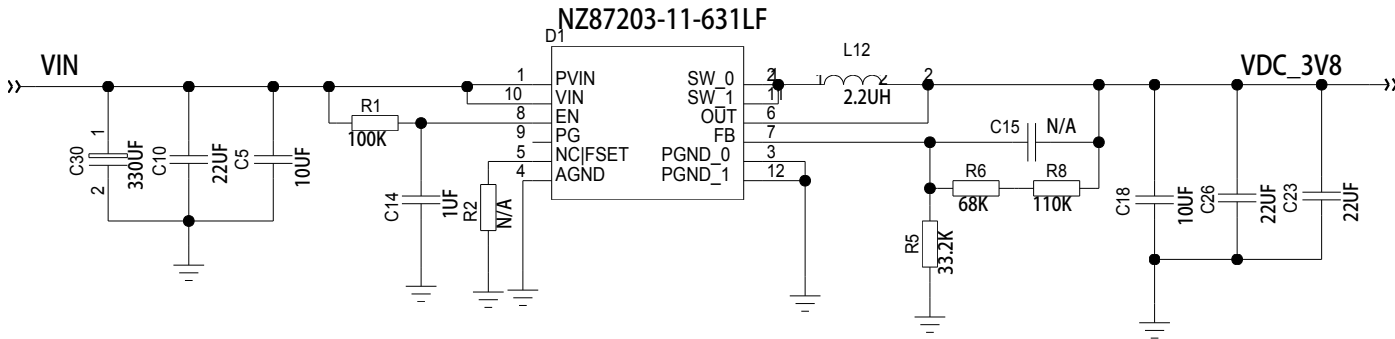 NZ87203-11-631LF
D1
VIN
VDC_3V8
L12
1 2
2.2UH
1 PVIN SW_0 2
10 VIN SW_1 11
8 EN OUT 6
9 PG FB 7
5 NC|FSET PGND_0 3
4 AGND PGND_1 12
R1
100K
C15 N/A
R6 R8
68K 110K
1
C30 330UF
2
C10 22UF
C5 10UF
C14 1UF
R2 N/A
R5 33.2K
C18 10UF
C26 22UF
C23 22UF